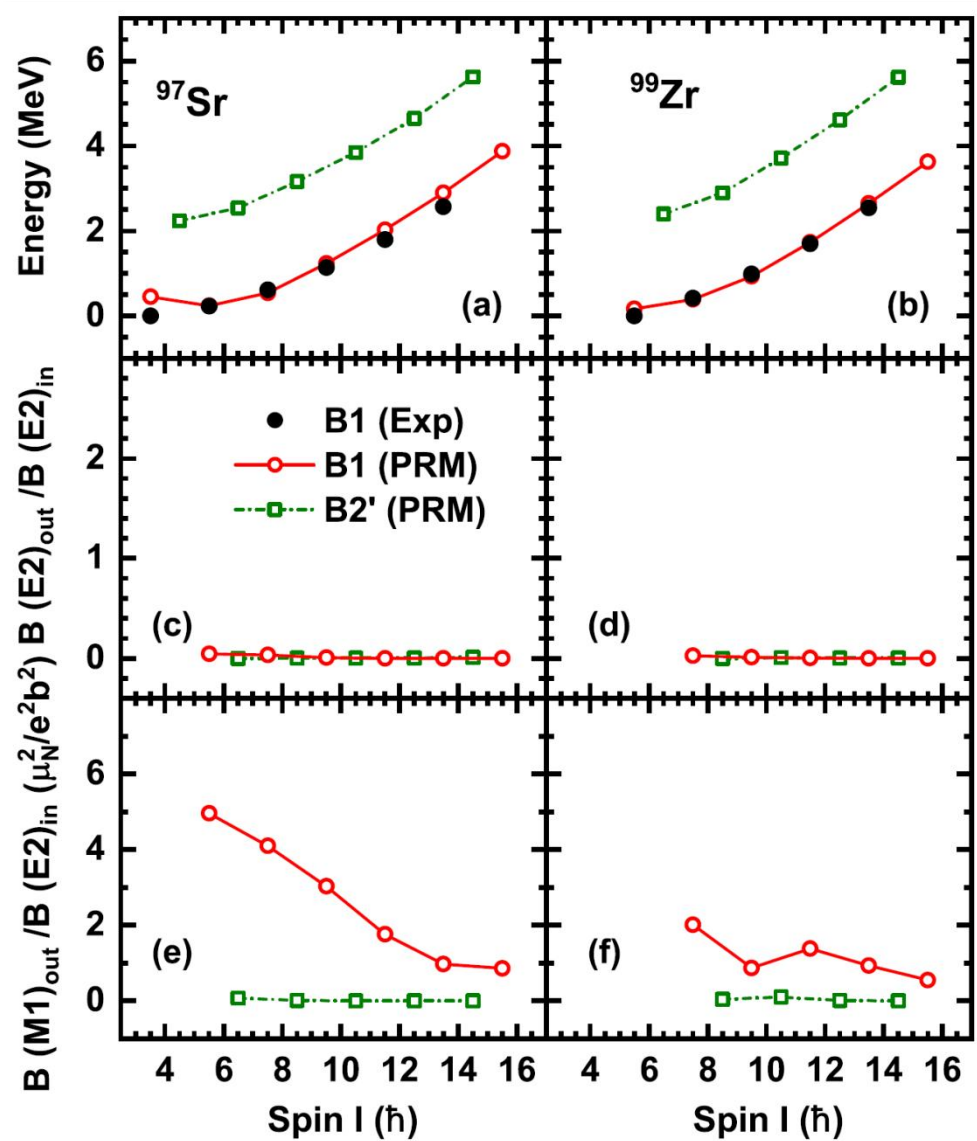 ⁹⁷Sr
⁹⁹Zr
Energy (MeV)
6
4
2
0
(a)
(b)
B (E2)out /B (E2)in
B1 (Exp)
B1 (PRM)
B2' (PRM)
2
1
0
(c)
(d)
B (M1)out /B (E2)in (μ²N/e²b²)
6
4
2
0
(e)
(f)
4 6 8 10 12 14 16
4 6 8 10 12 14 16
Spin I (ħ)
Spin I (ħ)